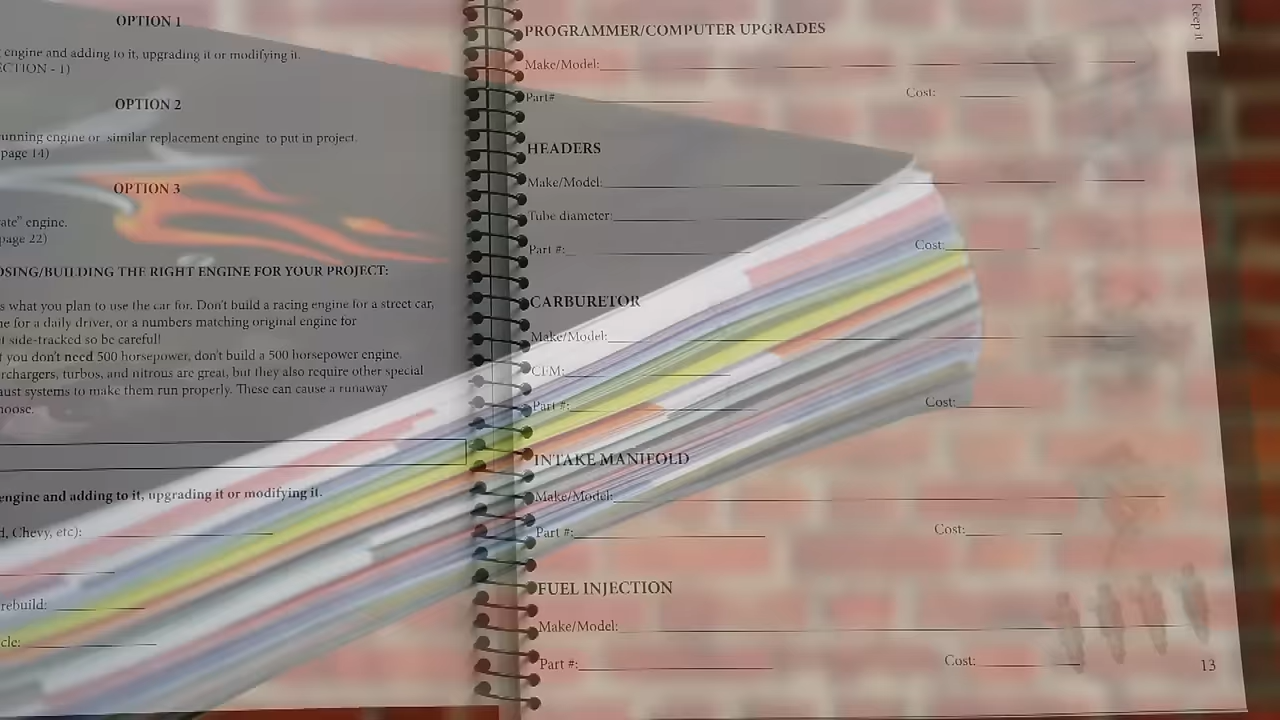 OPTION 1
engine and adding to it, upgrading it or modifying it.
ECTION - 1)
OPTION 2
unning engine or similar replacement engine to put in project.
page 14)
OPTION 3
ate" engine.
page 22)
OSING/BUILDING THE RIGHT ENGINE FOR YOUR PROJECT:
s what you plan to use the car for. Don't build a racing engine for a street car,
ne for a daily driver, or a numbers matching original engine for
t side-tracked so be careful!
t you don't need 500 horsepower, don't build a 500 horsepower engine.
rchargers, turbos, and nitrous are great, but they also require other special
aust systems to make them run properly. These can cause a runaway
hoose.
engine and adding to it, upgrading it or modifying it.
d, Chevy, etc):
rebuild:
cle:
PROGRAMMER/COMPUTER UPGRADES
Make/Model:
Part# Cost:
HEADERS
Make/Model:
Tube diameter:
Part #: Cost:
CARBURETOR
Make/Model:
CFM:
Part #: Cost:
INTAKE MANIFOLD
Make/Model:
Part #: Cost:
FUEL INJECTION
Make/Model:
Part #: Cost:
13
Keep it